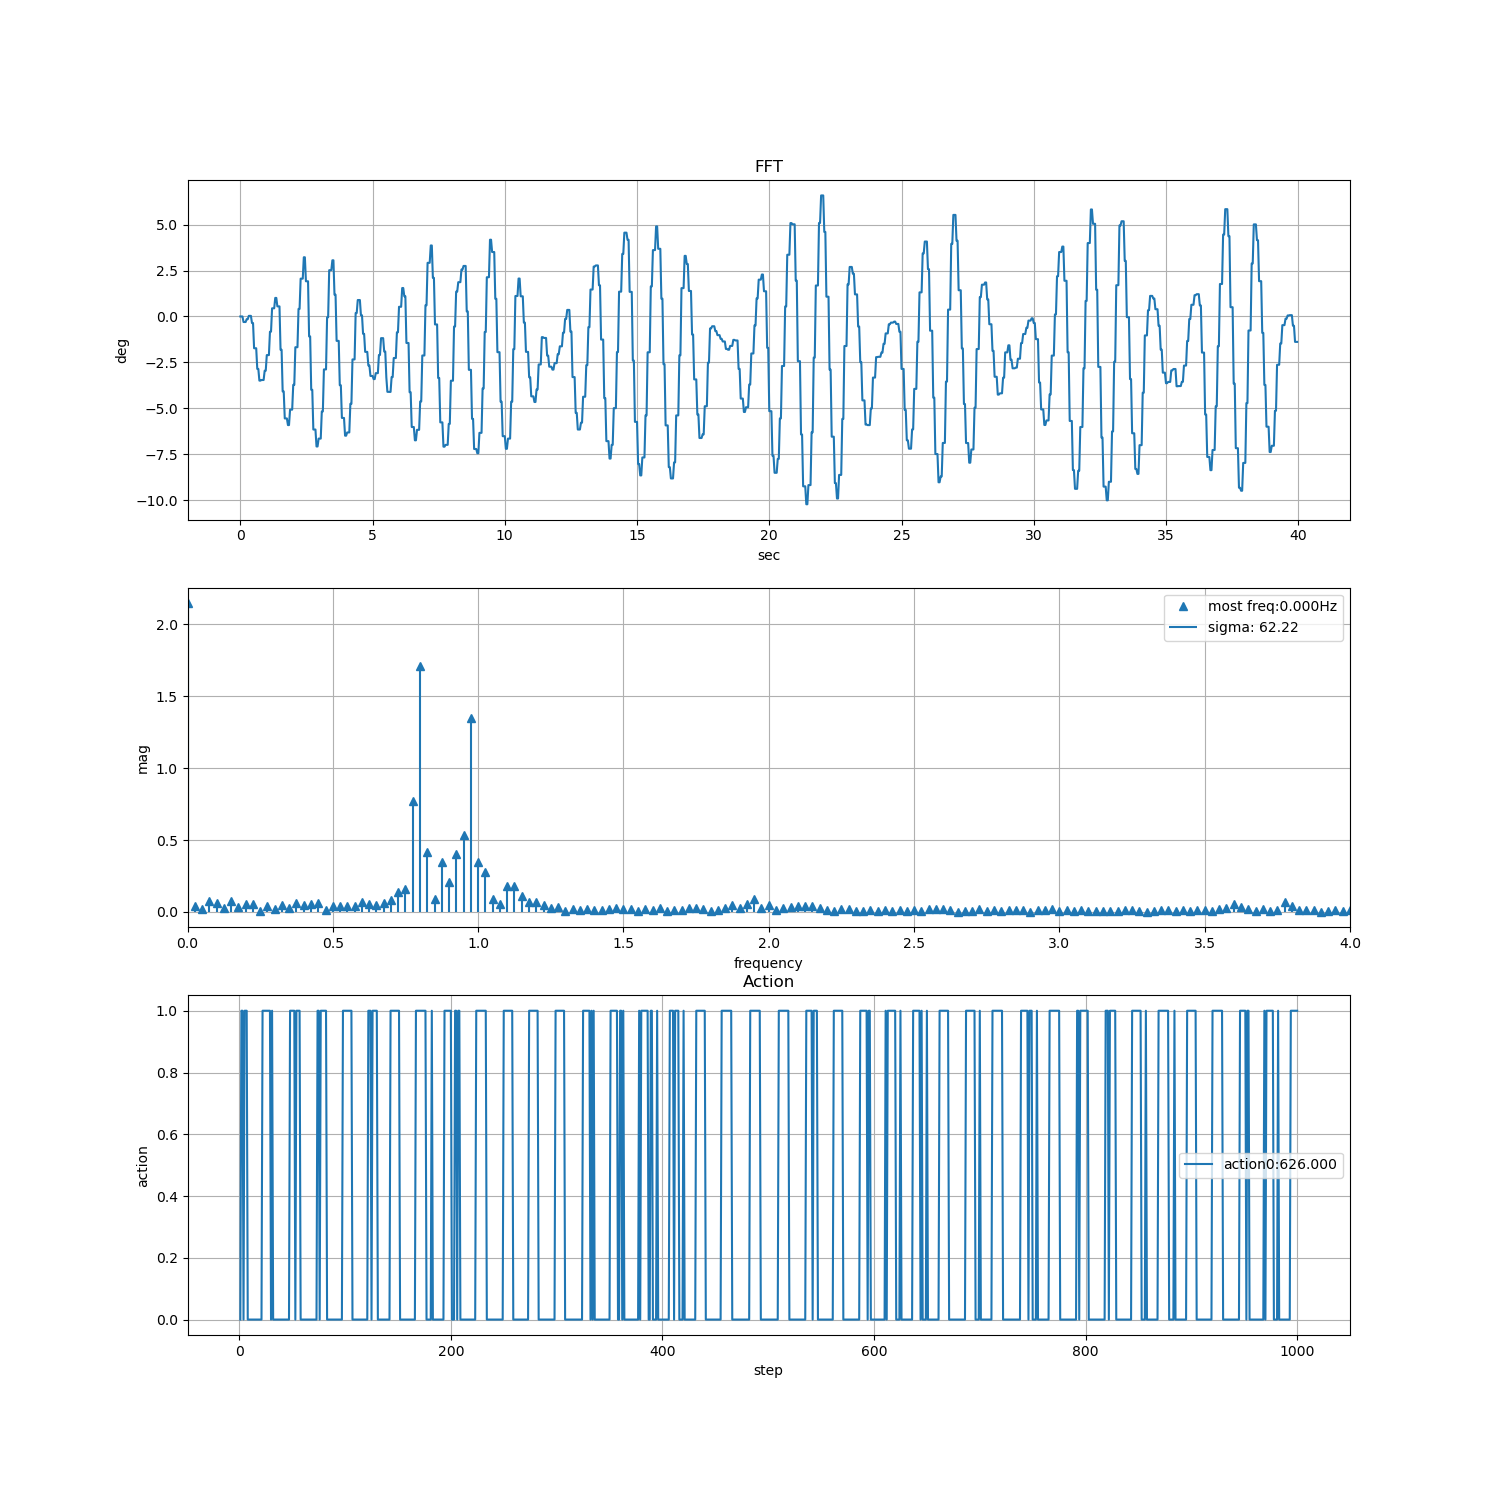 FFT
5.0
2.5
0.0
−2.5
−5.0
−7.5
−10.0
deg
0 5 10 15 20 25 30 35 40
sec
most freq:0.000Hz
sigma: 62.22
2.0
1.5
1.0
0.5
0.0
mag
0.0 0.5 1.0 1.5 2.0 2.5 3.0 3.5 4.0
frequency
Action
1.0
0.8
0.6
0.4
0.2
0.0
action
action0:626.000
0 200 400 600 800 1000
step